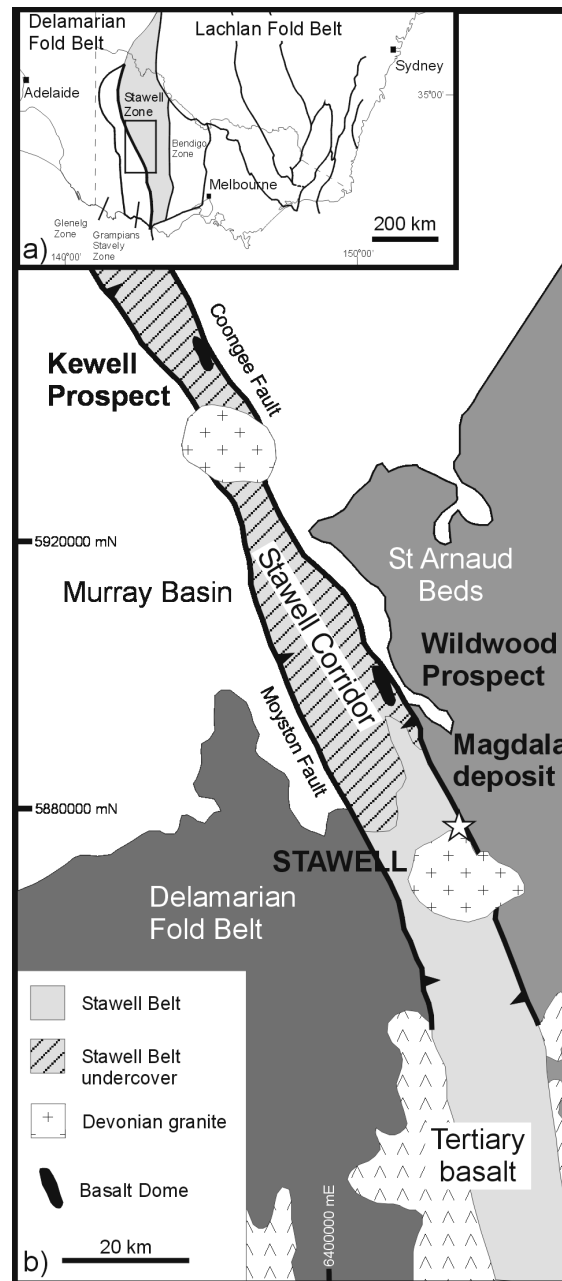 Delamarian
Fold Belt
Lachlan Fold Belt
Sydney
Adelaide
35°00'
Stawell
Zone
Bendigo
Zone
Melbourne
Glenelg
Zone
Grampians
Stavely
Zone
200 km
a)
140°00'
150°00'
Kewell
Prospect
Coongee Fault
5920000 mN
St Arnaud
Beds
Murray Basin
Stawell Corridor
Wildwood
Prospect
Moyston Fault
Magdala
deposit
5880000 mN
STAWELL
Delamarian
Fold Belt
Stawell Belt
Stawell Belt
undercover
Devonian granite
Tertiary
basalt
Basalt Dome
20 km
6400000 mE
b)